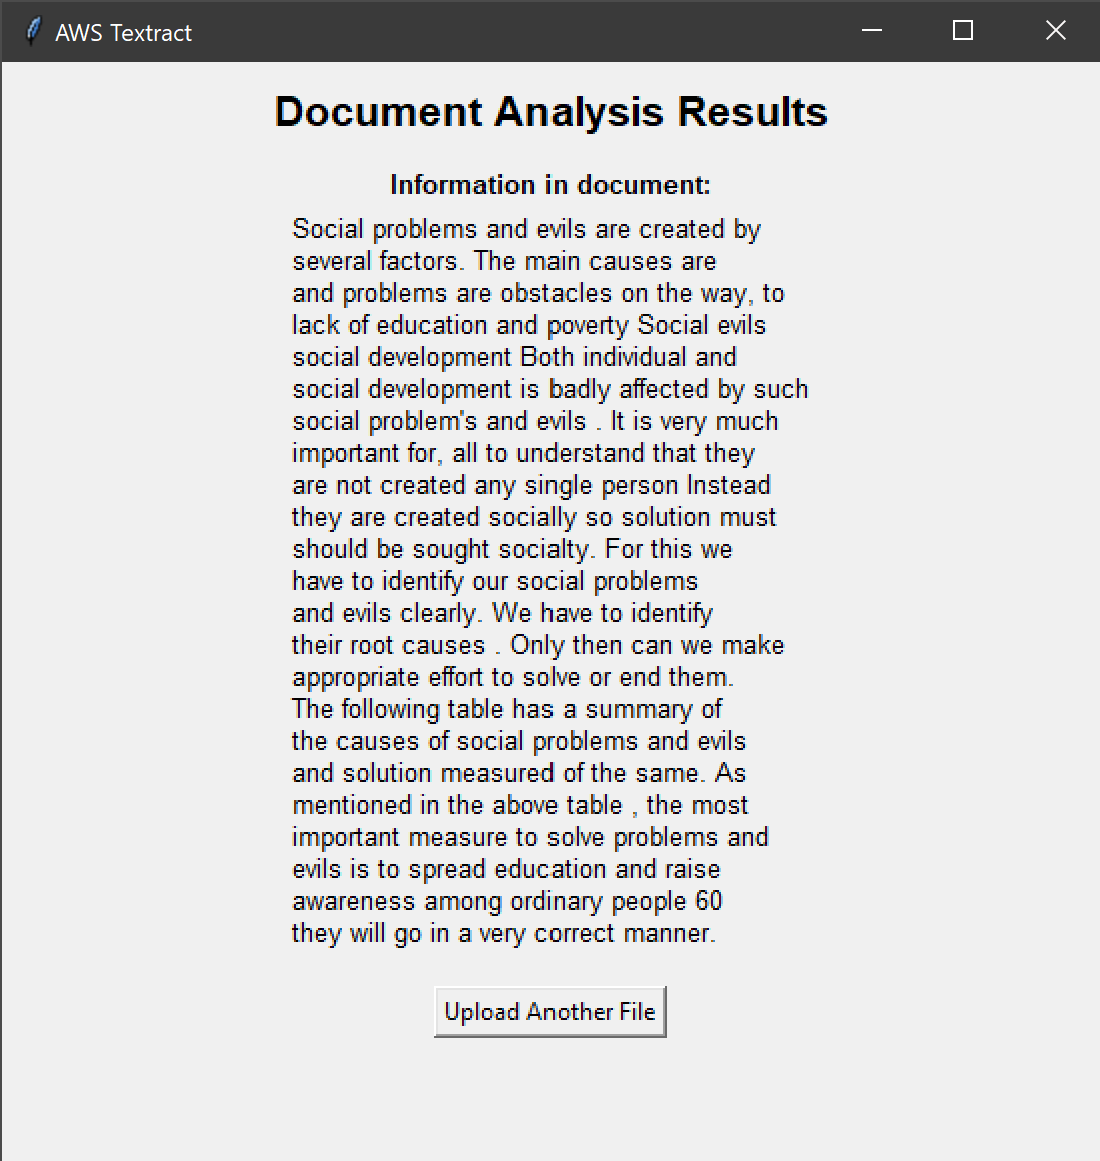 AWS Textract
Document Analysis Results
Information in document:
Social problems and evils are created by
several factors. The main causes are
and problems are obstacles on the way, to
lack of education and poverty Social evils
social development Both individual and
social development is badly affected by such
social problem's and evils . It is very much
important for, all to understand that they
are not created any single person Instead
they are created socially so solution must
should be sought socialty. For this we
have to identify our social problems
and evils clearly. We have to identify
their root causes . Only then can we make
appropriate effort to solve or end them.
The following table has a summary of
the causes of social problems and evils
and solution measured of the same. As
mentioned in the above table , the most
important measure to solve problems and
evils is to spread education and raise
awareness among ordinary people 60
they will go in a very correct manner.
Upload Another File